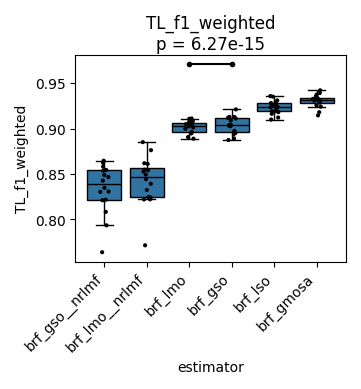 TL_f1_weighted
p = 6.27e-15
TL_f1_weighted
0.95
0.90
0.85
0.80
brf_gso__nrlmf
brf_lmo__nrlmf
brf_lmo
brf_gso
brf_lso
brf_gmosa
estimator